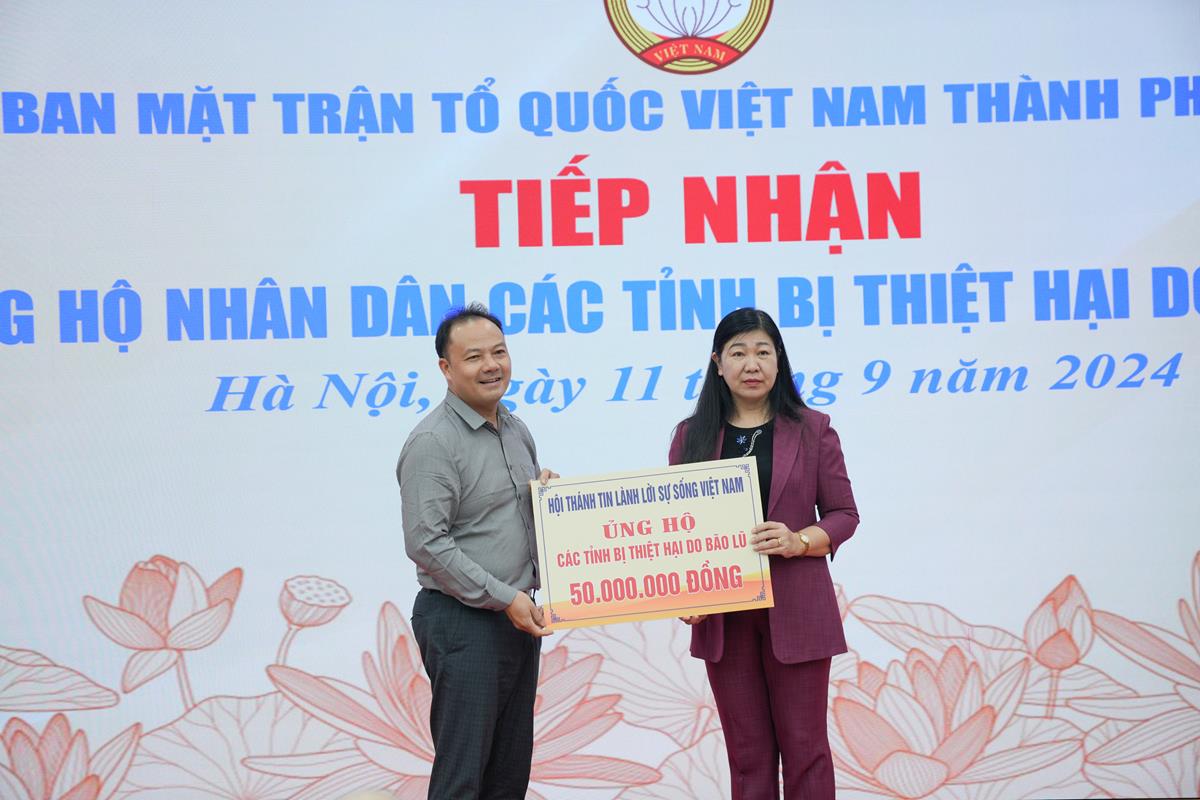 VIỆT NAM
BAN MẶT TRẬN TỔ QUỐC VIỆT NAM THÀNH PH
TIẾP NHẬN
G HỘ NHÂN DÂN CÁC TỈNH BỊ THIỆT HẠI DO
Hà Nội, ngày 11 tháng 9 năm 2024
HỘI THÁNH TIN LÀNH LỜI SỰ SỐNG VIỆT NAM
ỦNG HỘ
CÁC TỈNH BỊ THIỆT HẠI DO BÃO LŨ
50.000.000 ĐỒNG